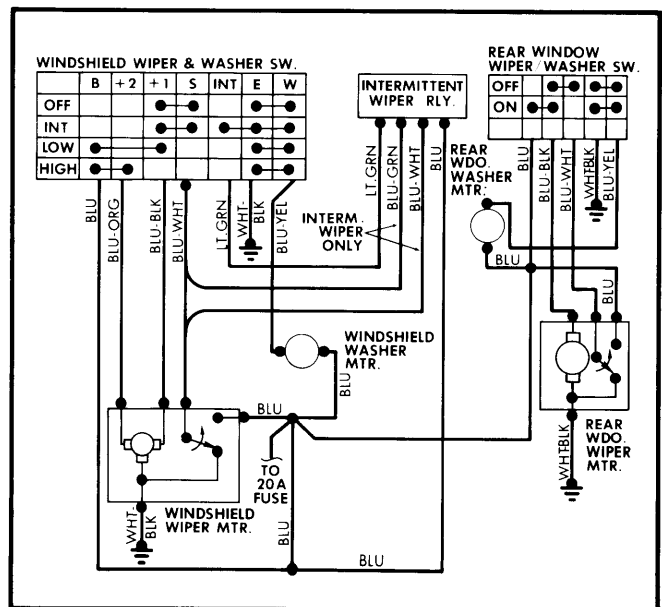 WINDSHIELD WIPER & WASHER SW.
B +2 +1 S INT E W
OFF
INT
LOW
HIGH
INTERMITTENT
WIPER RLY.
REAR WINDOW
WIPER/WASHER SW.
OFF
ON
BLU
BLU-ORG
BLU-BLK
BLU-WHT
LT.GRN
WHT-
BLK
BLU-YEL
LT.GRN
BLU-GRN
BLU-WHT
BLU
INTERM.
WIPER
ONLY
REAR
WDO.
WASHER
MTR.
BLU
BLU-BLK
BLU-WHT
WHT-BLK
BLU-YEL
BLU
BLU
WINDSHIELD
WASHER
MTR.
BLU
BLU
TO
20A
FUSE
BLU
BLU
WHT-
BLK
WINDSHIELD
WIPER MTR.
WHT-BLK
REAR
WDO.
WIPER
MTR.